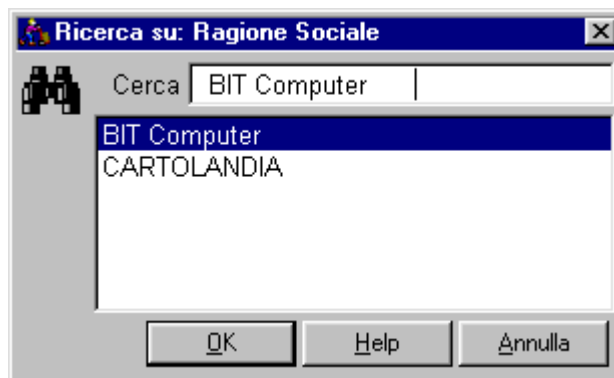 Ricerca su: Ragione Sociale
Cerca BIT Computer
BIT Computer
CARTOLANDIA
OK Help Annulla